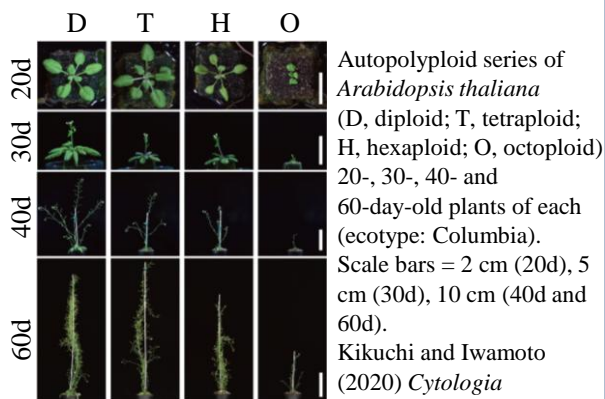 D T H O
20d
30d
40d
60d
Autopolyploid series of
Arabidopsis thaliana
(D, diploid; T, tetraploid;
H, hexaploid; O, octoploid)
20-, 30-, 40- and
60-day-old plants of each
(ecotype: Columbia).
Scale bars = 2 cm (20d), 5
cm (30d), 10 cm (40d and
60d).
Kikuchi and Iwamoto
(2020) Cytologia